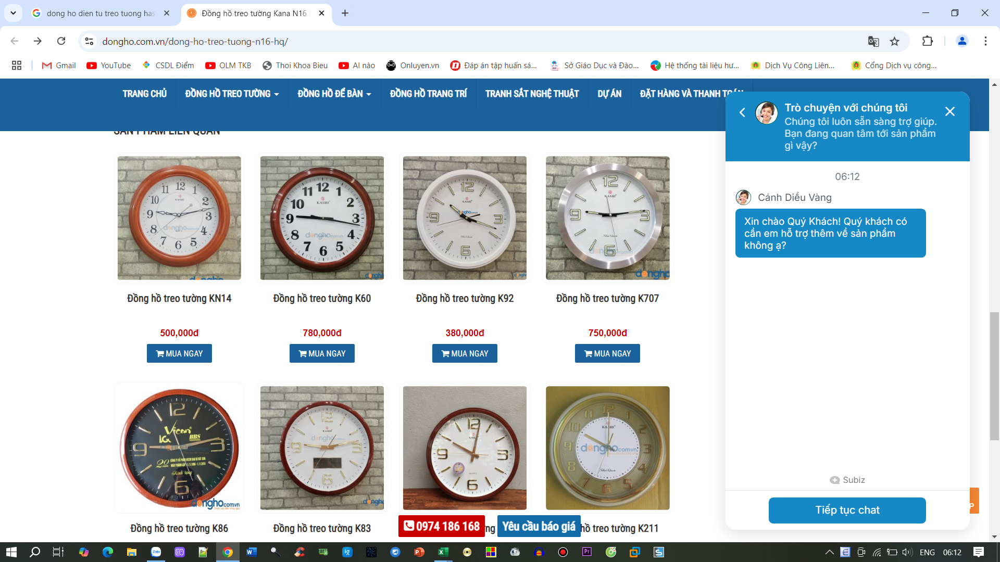 dong ho dien tu treo tuong has
Đồng hồ treo tường Kana N16
dongho.com.vn/dong-ho-treo-tuong-n16-hq/
Gmail
YouTube
CSDL Điểm
OLM TKB
Thoi Khoa Bieu
AI nào
Onluyen.vn
Đáp án tập huấn sá...
Sở Giáo Dục và Đào...
Hệ thống tài liệu hư...
Dịch Vụ Công Liên...
Cổng Dịch vụ công...
TRANG CHỦ
ĐỒNG HỒ TREO TƯỜNG
ĐỒNG HỒ ĐỂ BÀN
ĐỒNG HỒ TRANG TRÍ
TRANH SẮT NGHỆ THUẬT
DỰ ÁN
ĐẶT HÀNG VÀ THANH TOÁN
SẢN PHẨM LIÊN QUAN
Đồng hồ treo tường KN14
Đồng hồ treo tường K60
Đồng hồ treo tường K92
Đồng hồ treo tường K707
500,000đ
780,000đ
380,000đ
750,000đ
MUA NGAY
MUA NGAY
MUA NGAY
MUA NGAY
Đồng hồ treo tường K86
Đồng hồ treo tường K83
0974 186 168
ng
Yêu cầu báo giá
hồ treo tường K211
Trò chuyện với chúng tôi
Chúng tôi luôn sẵn sàng trợ giúp.
Bạn đang quan tâm tới sản phẩm
gì vậy?
06:12
Cánh Diều Vàng
Xin chào Quý Khách! Quý khách có
cần em hỗ trợ thêm về sản phẩm
không ạ?
Subiz
Tiếp tục chat
P
ENG
06:12